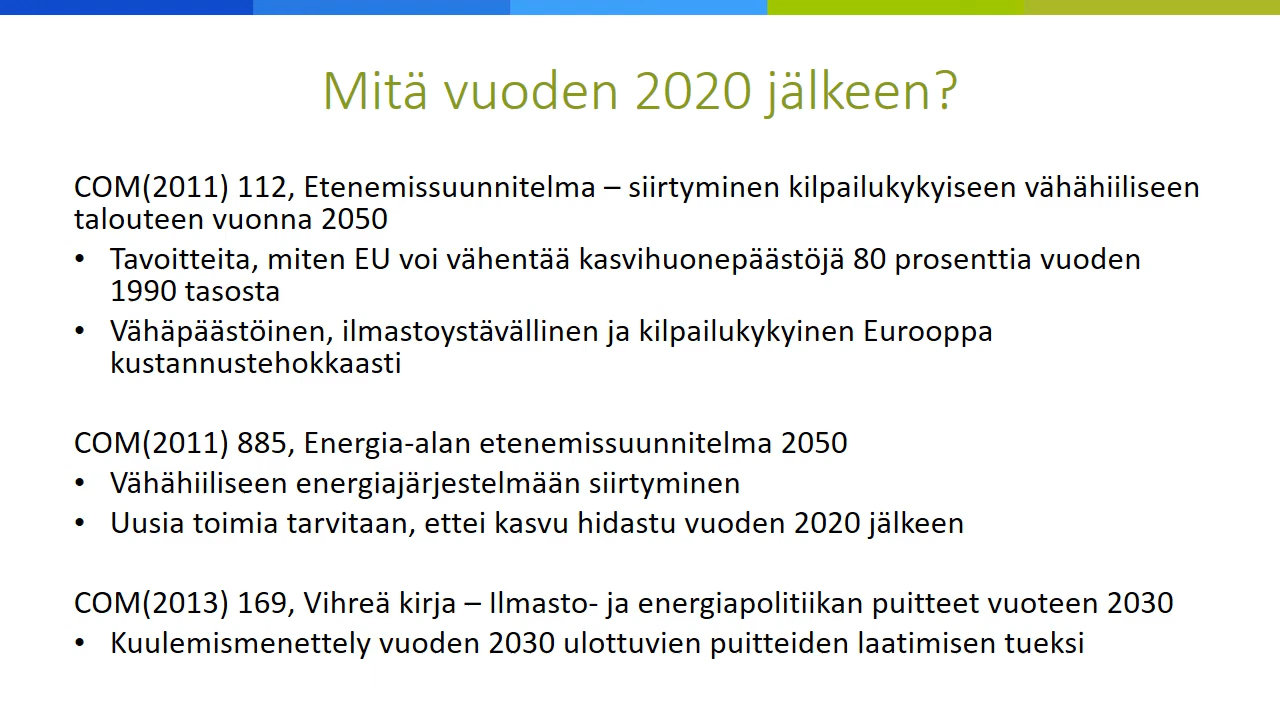 Mitä vuoden 2020 jälkeen?
COM(2011) 112, Etenemissuunnitelma – siirtyminen kilpailukykyiseen vähähiiliseen
talouteen vuonna 2050
• Tavoitteita, miten EU voi vähentää kasvihuonepäästöjä 80 prosenttia vuoden
1990 tasosta
• Vähäpäästöinen, ilmastoystävällinen ja kilpailukykyinen Eurooppa
kustannustehokkaasti
COM(2011) 885, Energia-alan etenemissuunnitelma 2050
• Vähähiiliseen energiajärjestelmään siirtyminen
• Uusia toimia tarvitaan, ettei kasvu hidastu vuoden 2020 jälkeen
COM(2013) 169, Vihreä kirja – Ilmasto- ja energiapolitiikan puitteet vuoteen 2030
• Kuulemismenettely vuoden 2030 ulottuvien puitteiden laatimisen tueksi